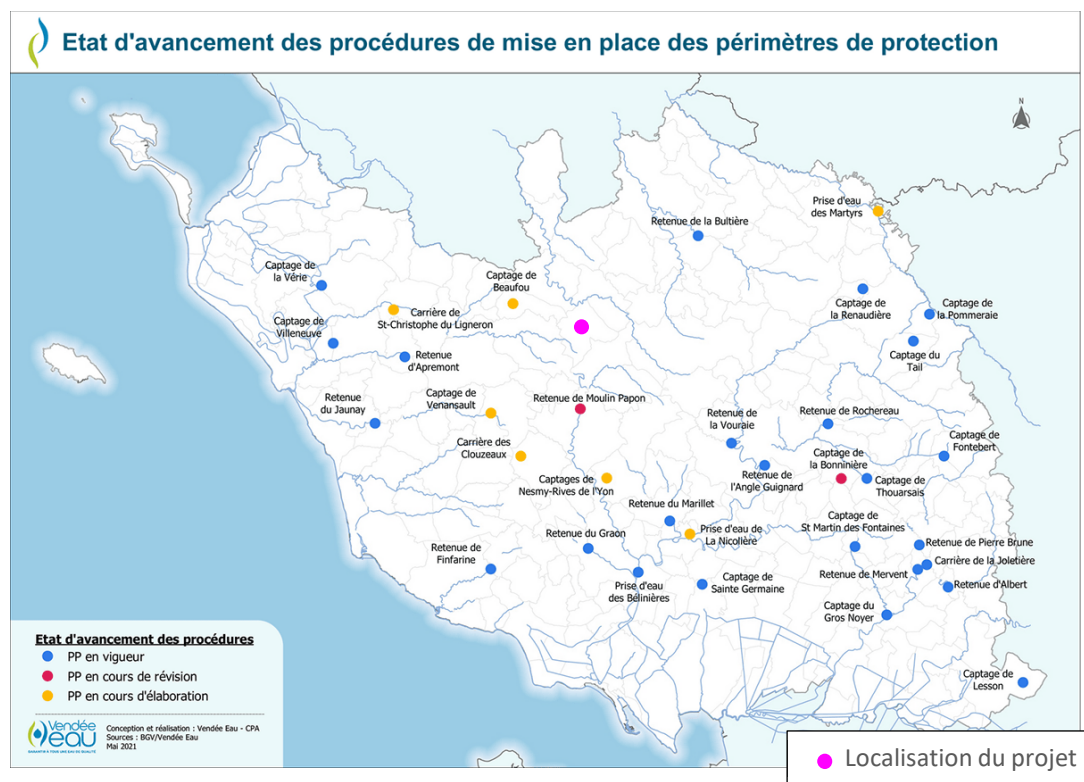 Etat d'avancement des procédures de mise en place des périmètres de protection
N
Prise d'eau
des Martyrs
Retenue de la Bultière
Captage de
la Vérie
Captage de
Beaufou
Carrière de
St-Christophe du Ligneron
Captage de
la Renaudière
Captage de
la Pommeraie
Captage de
Villeneuve
Retenue
d'Apremont
Captage du
Tail
Retenue
du Jaunay
Captage de
Venansault
Retenue de Moulin Papon
Retenue de
la Vouraie
Retenue de Rochereau
Carrière des
Clouzeaux
Captage de
Fontebert
Captages de
Nesmy-Rives de l'Yon
Retenue de
l'Angle Guignard
Captage de
la Bonninière
Captage de
Thouarsais
Retenue du Marillet
Captage de
St Martin des Fontaines
Retenue du Graon
Prise d'eau de
La Nicolière
Retenue de Pierre Brune
Retenue de
Finfarine
Carrière de la Joletière
Retenue de Mervent
Prise d'eau
des Bélinières
Captage de
Sainte Germaine
Retenue d'Albert
Captage du
Gros Noyer
Captage de
Lesson
Etat d'avancement des procédures
PP en vigueur
PP en cours de révision
PP en cours d'élaboration
Vendée
eau
GARANTIR À TOUS UNE EAU DE QUALITÉ
Conception et réalisation : Vendée Eau - CPA
Sources : BGV/Vendée Eau
Mai 2021
Localisation du projet